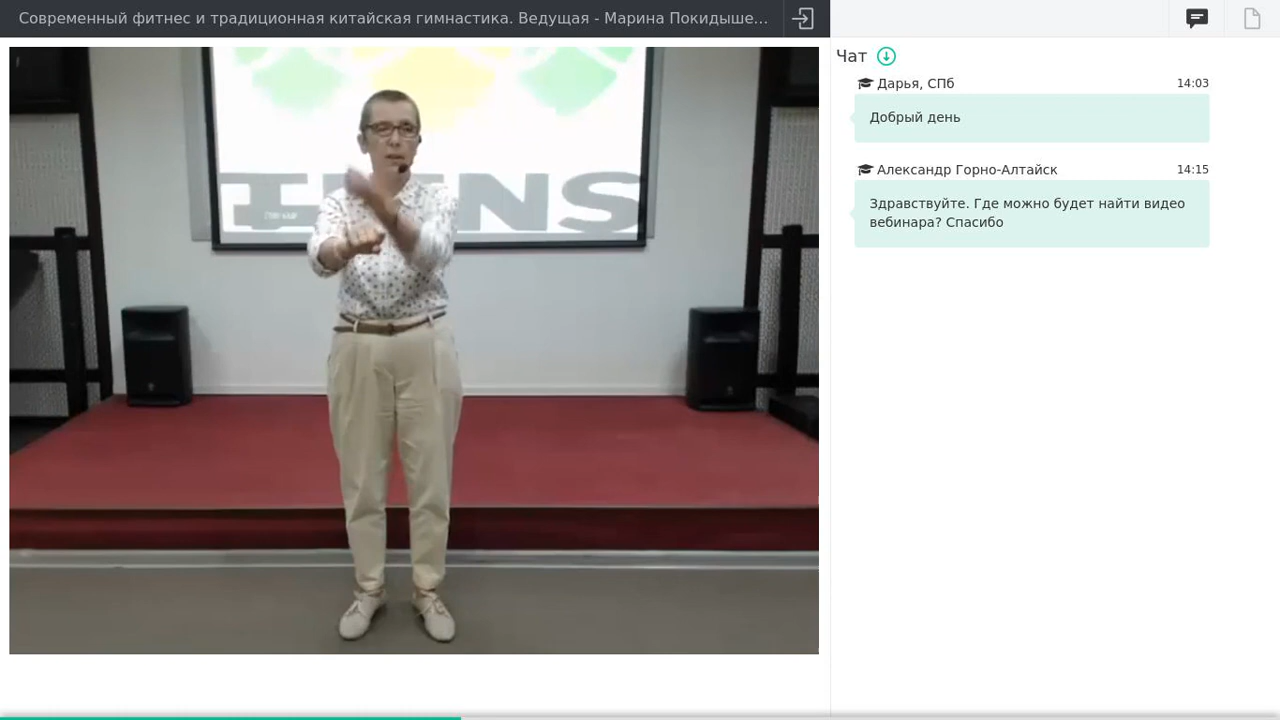 Современный фитнес и традиционная китайская гимнастика. Ведущая - Марина Покидыше...
Чат
Дарья, СПб 14:03
Добрый день
Александр Горно-Алтайск 14:15
Здравствуйте. Где можно будет найти видео
вебинара? Спасибо